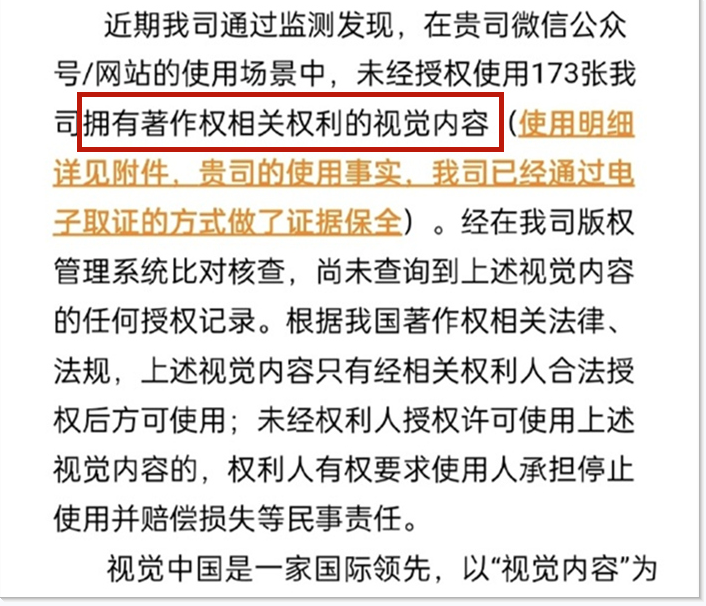 近期我司通过监测发现，在贵司微信公众
号/网站的使用场景中，未经授权使用173张我
司拥有著作权相关权利的视觉内容（使用明细
详见附件，贵司的使用事实，我司已经通过电
子取证的方式做了证据保全）。经在我司版权
管理系统比对核查，尚未查询到上述视觉内容
的任何授权记录。根据我国著作权相关法律、
法规，上述视觉内容只有经相关权利人合法授
权后方可使用；未经权利人授权许可使用上述
视觉内容的，权利人有权要求使用人承担停止
使用并赔偿损失等民事责任。
视觉中国是一家国际领先，以“视觉内容”为